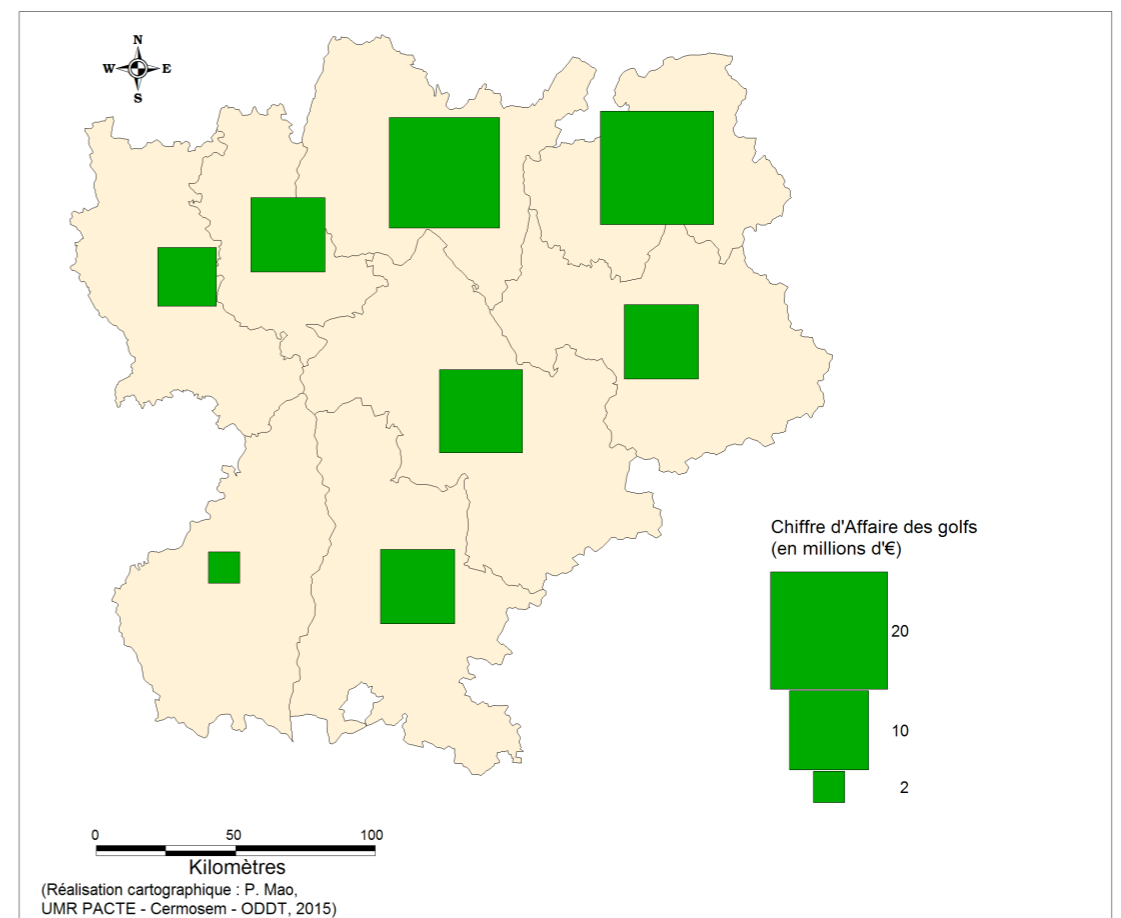 N
W E
S
Chiffre d'Affaire des golfs
(en millions d'€)
20
10
2
0 50 100
Kilomètres
(Réalisation cartographique : P. Mao,
UMR PACTE - Cermosem - ODDT, 2015)